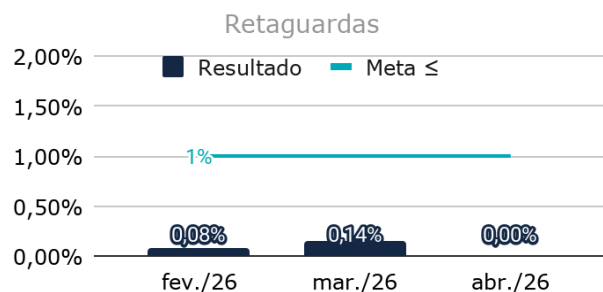 Retaguardas
Resultado Meta ≤
2,00%
1,50%
1,00%
0,50%
0,00%
1%
0,08% 0,14% 0,00%
fev./26 mar./26 abr./26